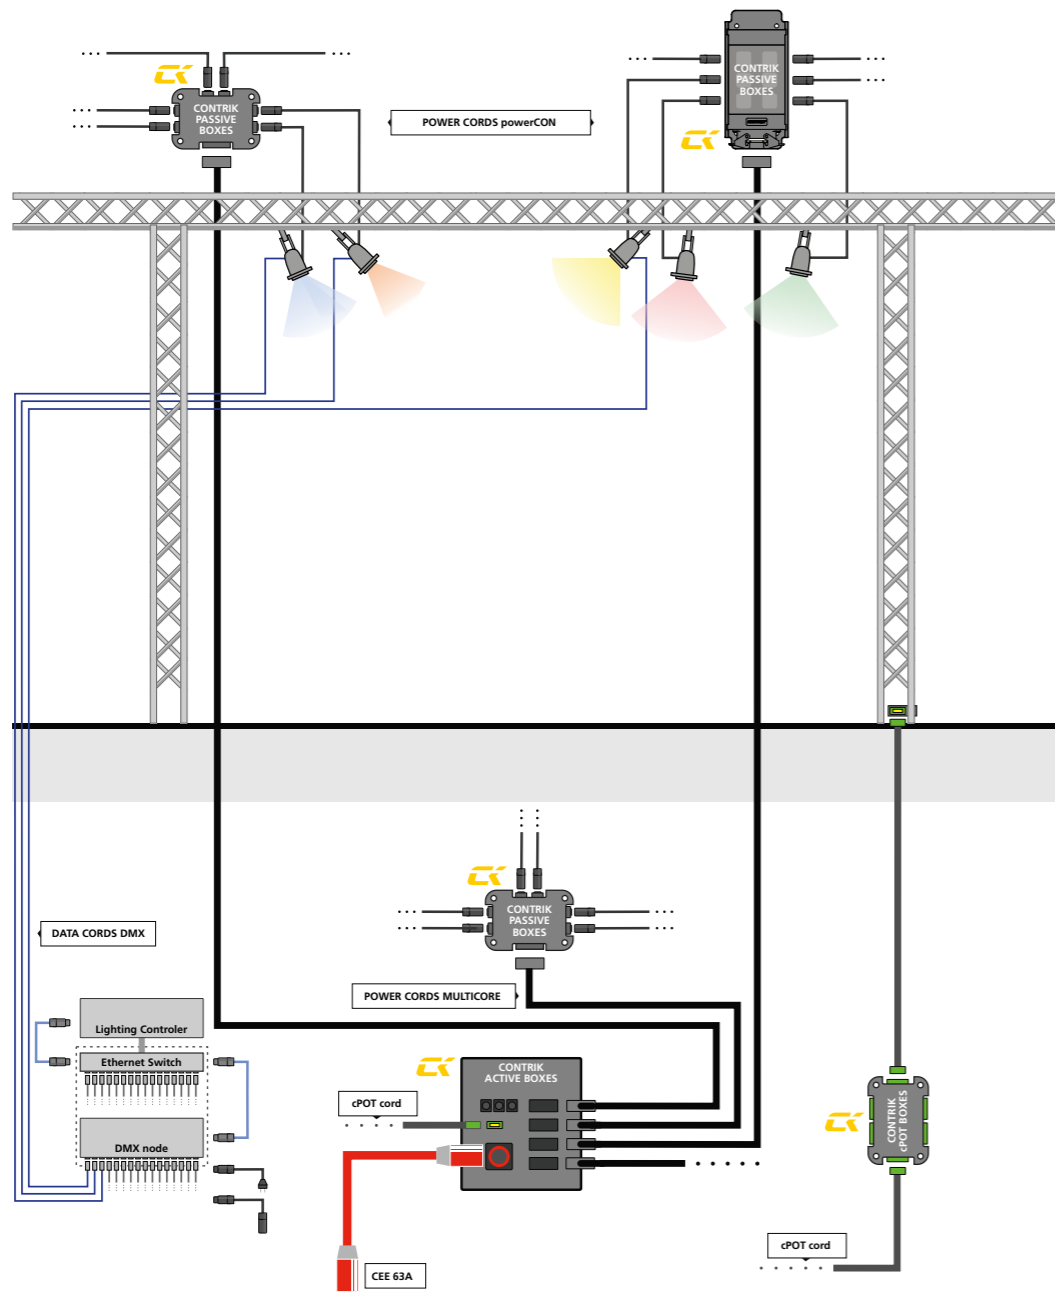 CONTRIK
PASSIVE
BOXES
POWER CORDS powerCON
CONTRIK
PASSIVE
BOXES
CONTRIK
PASSIVE
BOXES
DATA CORDS DMX
POWER CORDS MULTICORE
Lighting Controler
Ethernet Switch
DMX node
CONTRIK
ACTIVE BOXES
cPOT cord
CEE 63A
CONTRIK
cPOT BOXES
cPOT cord